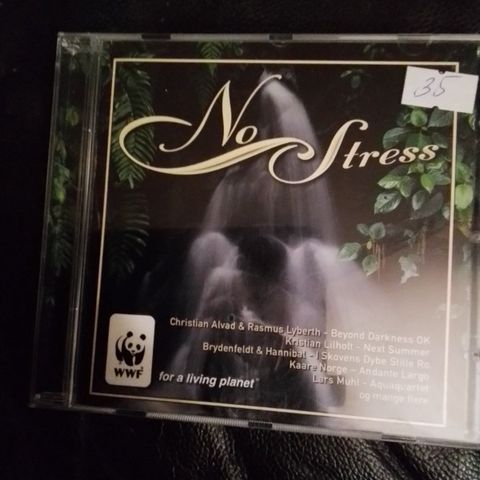 35
No Stress
Christian Alvad & Rasmus Lyberth - Beyond Darkness DK
Kristian Lilholt - Next Summer
Brydenfeldt & Hannibal - I Skovens Dybe Stille Ro
Kaare Norge - Andante Largo
Lars Muhl - Aquaquartet
og mange flere
WWF
for a living planet